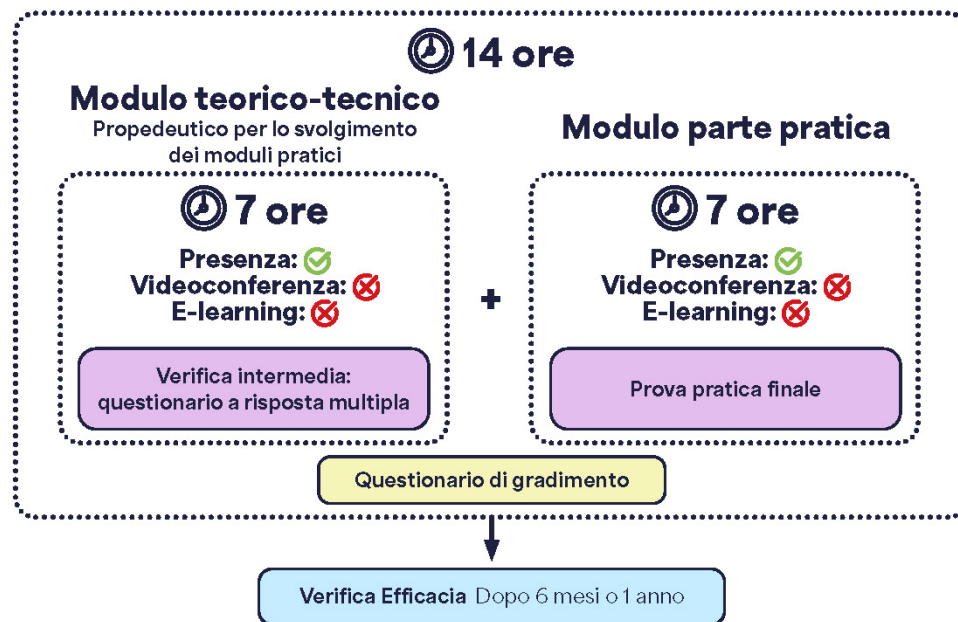 14 ore
Modulo teorico-tecnico
Propedeutico per lo svolgimento
dei moduli pratici
7 ore
Presenza:
Videoconferenza:
E-learning:
Verifica intermedia:
questionario a risposta multipla
+
Modulo parte pratica
7 ore
Presenza:
Videoconferenza:
E-learning:
Prova pratica finale
Questionario di gradimento
Verifica Efficacia Dopo 6 mesi o 1 anno